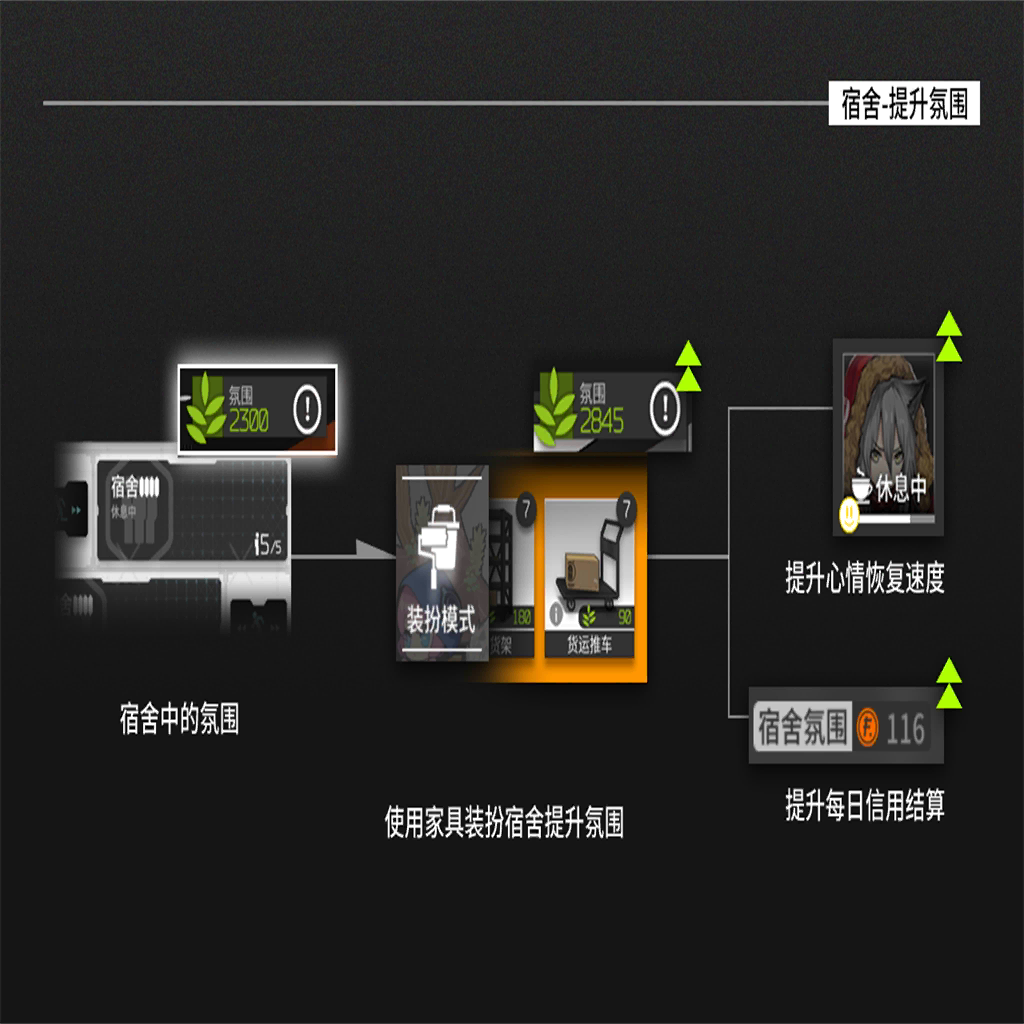 宿舍-提升氛围
氛围
2300
宿舍
休息中
5/5
宿舍
宿舍中的氛围
氛围
2845
装扮模式
7
180
货架
7
90
货运推车
使用家具装扮宿舍提升氛围
休息中
提升心情恢复速度
宿舍氛围 116
提升每日信用结算